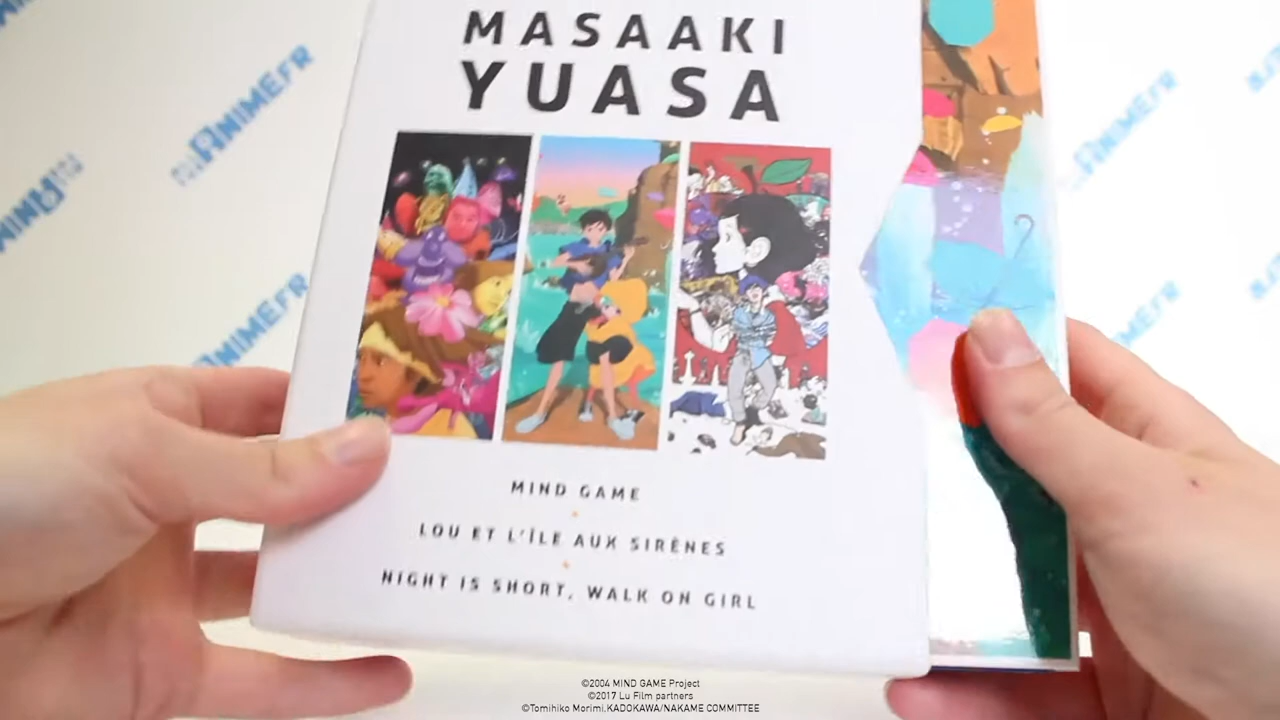 MASAAKI
YUASA
MIND GAME
LOU ET L'ÎLE AUX SIRÈNES
NIGHT IS SHORT, WALK ON GIRL
©2004 MIND GAME Project
©2017 Lu Film partners
©Tomihiko Morimi.KADOKAWA/NAKAME COMMITTEE